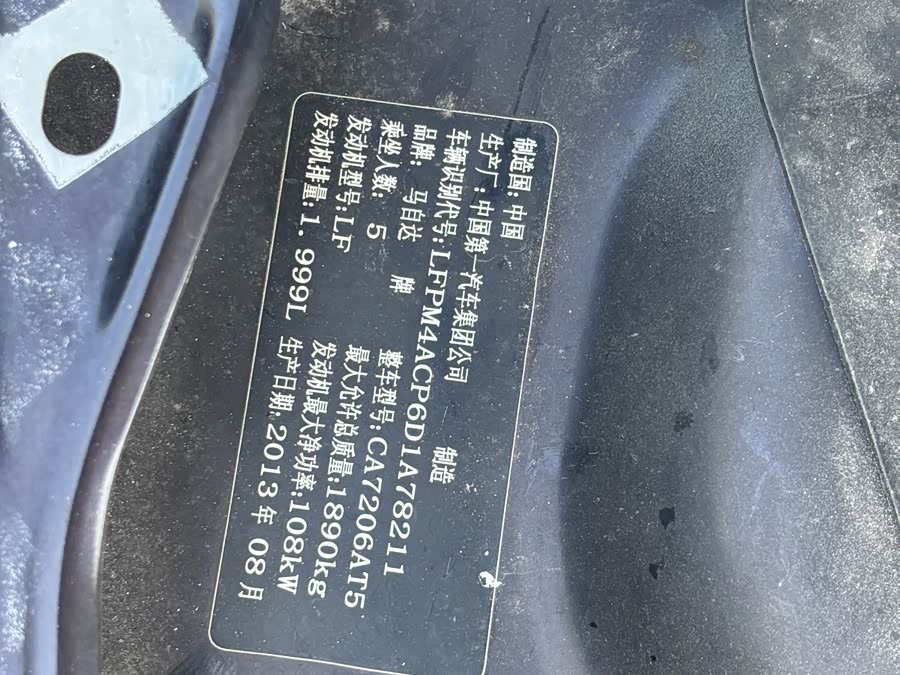 制造国:中国
生产厂:中国第一汽车集团公司 制造
车辆识别代号:LFPM4ACP6D1A78211
品牌: 马自达 牌 整车型号:CA7206AT5
乘坐人数: 5 最大允许总质量:1890kg
发动机型号:LF 发动机最大净功率:108kW
发动机排量:1.999L 生产日期:2013年08月